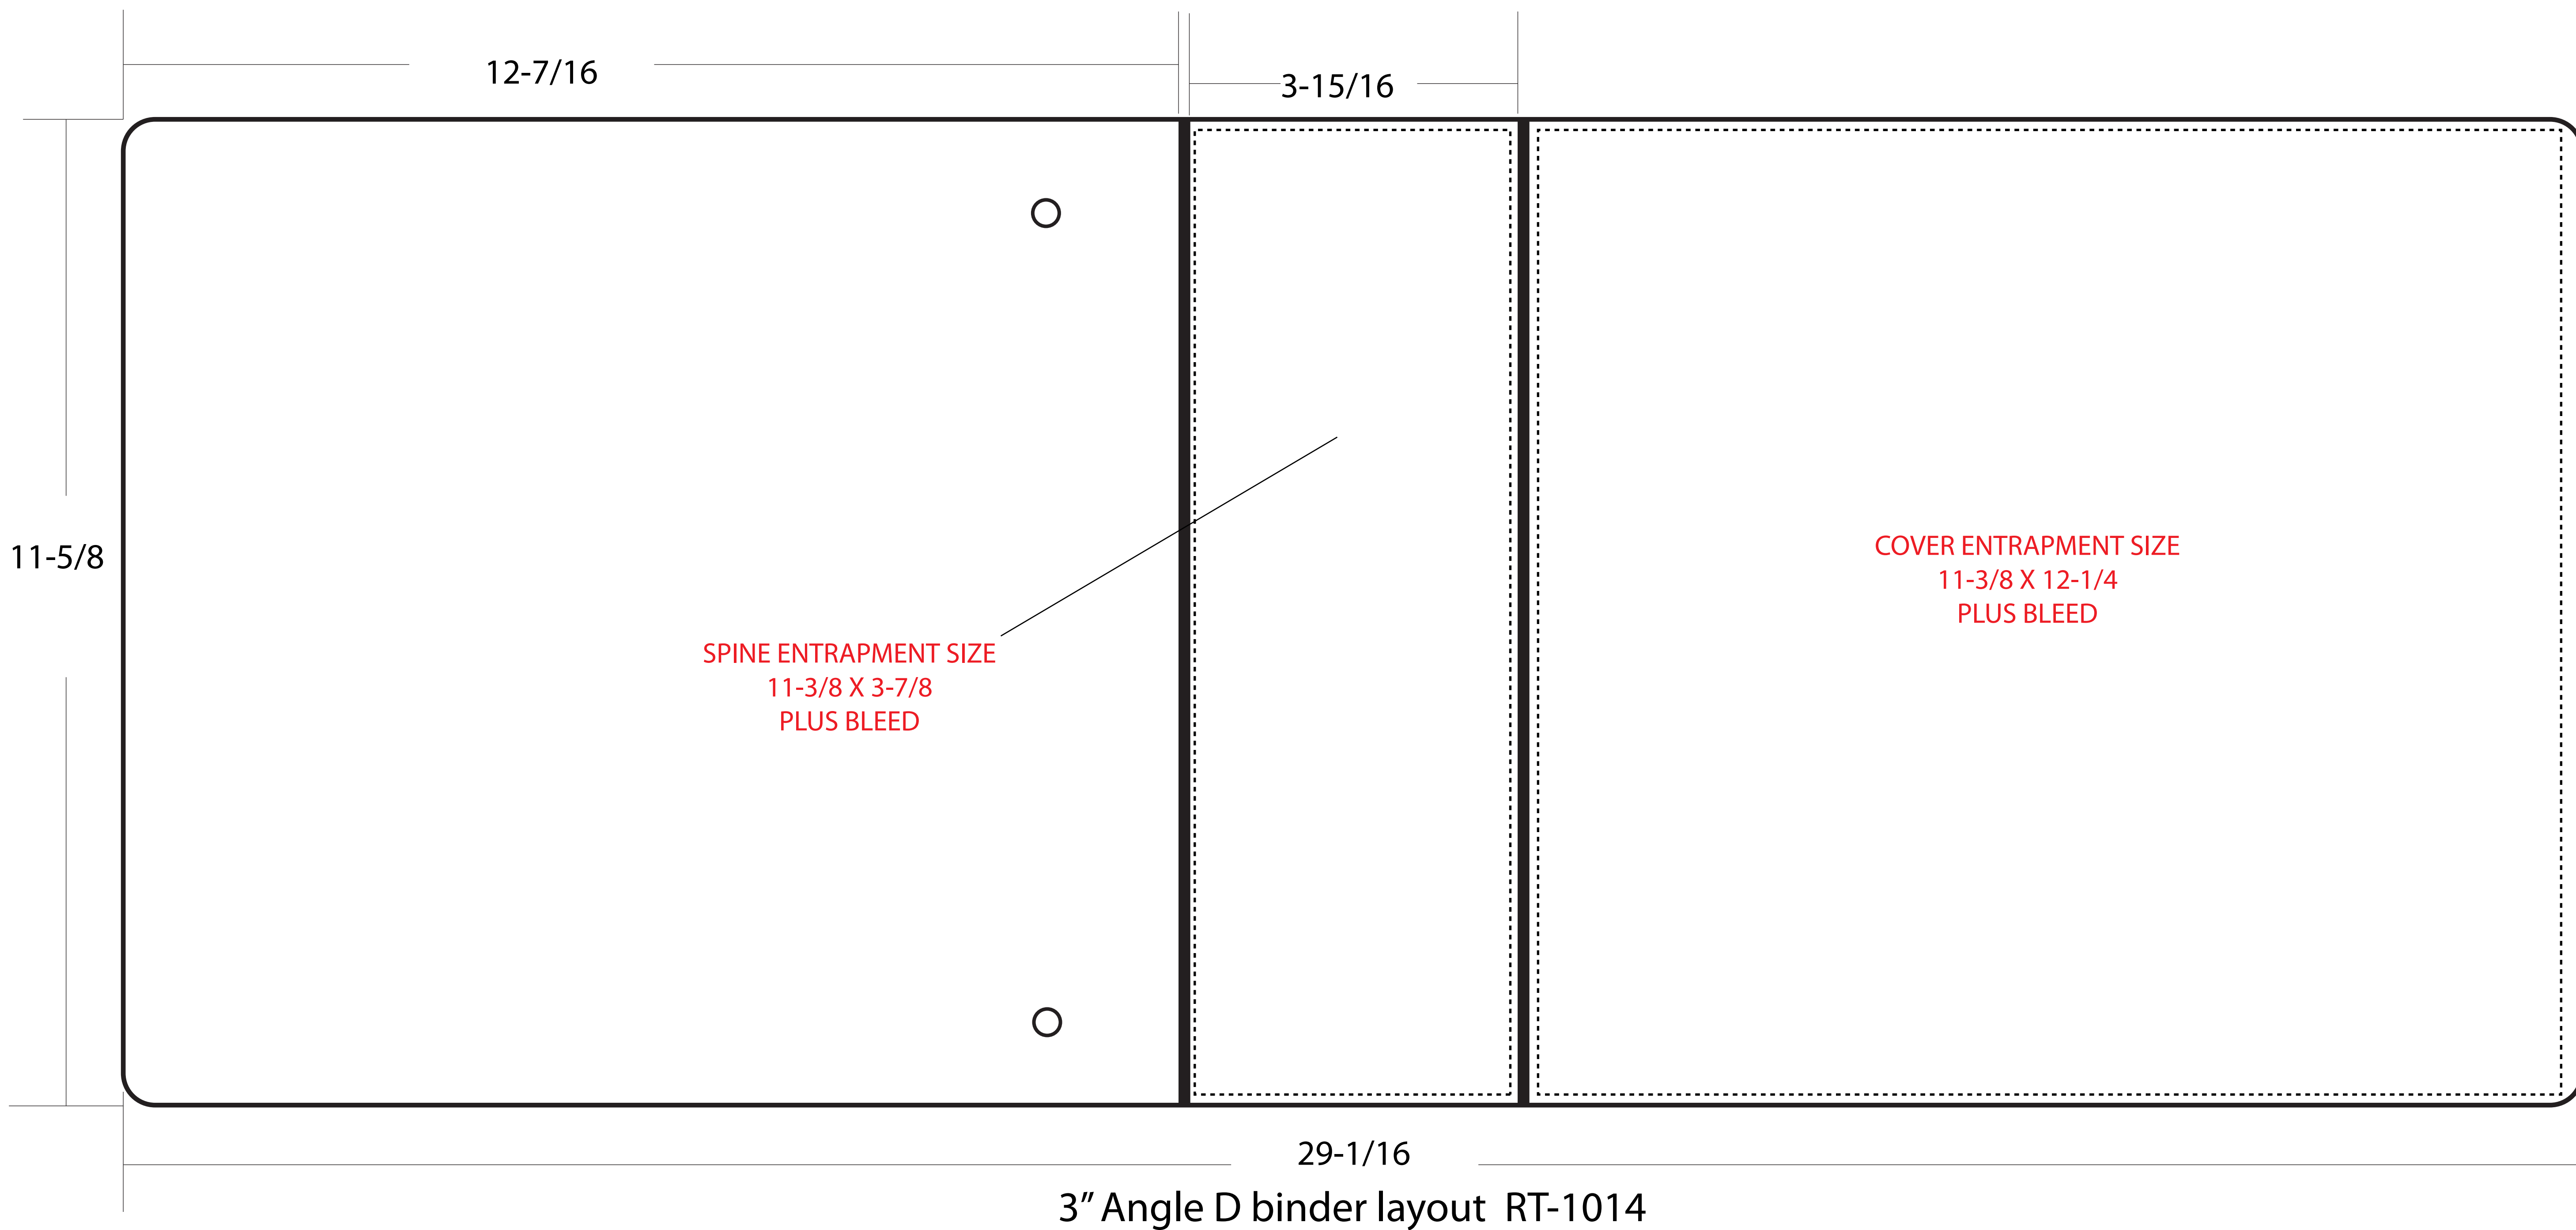 12-7/16
3-15/16
11-5/8
COVER ENTRAPMENT SIZE
11-3/8 X 12-1/4
PLUS BLEED
SPINE ENTRAPMENT SIZE
11-3/8 X 3-7/8
PLUS BLEED
29-1/16
3” Angle D binder layout RT-1014